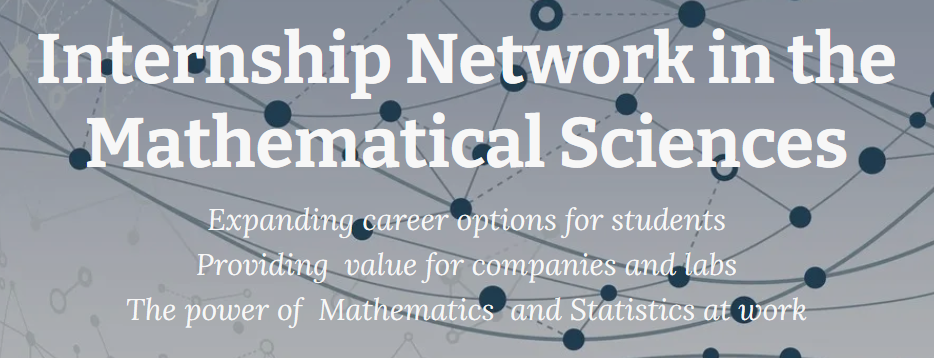 Internship Network in the
Mathematical Sciences
Expanding career options for students
Providing  value for companies and labs
The power of  Mathematics  and Statistics at work